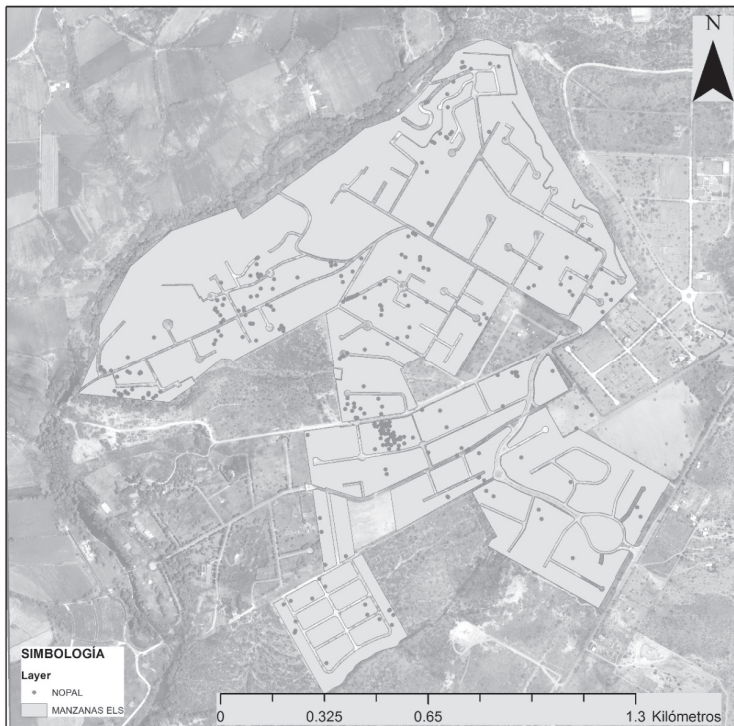 N
SIMBOLOGÍA
Layer
NOPAL
MANZANAS ELS
0 0.325 0.65 1.3 Kilómetros